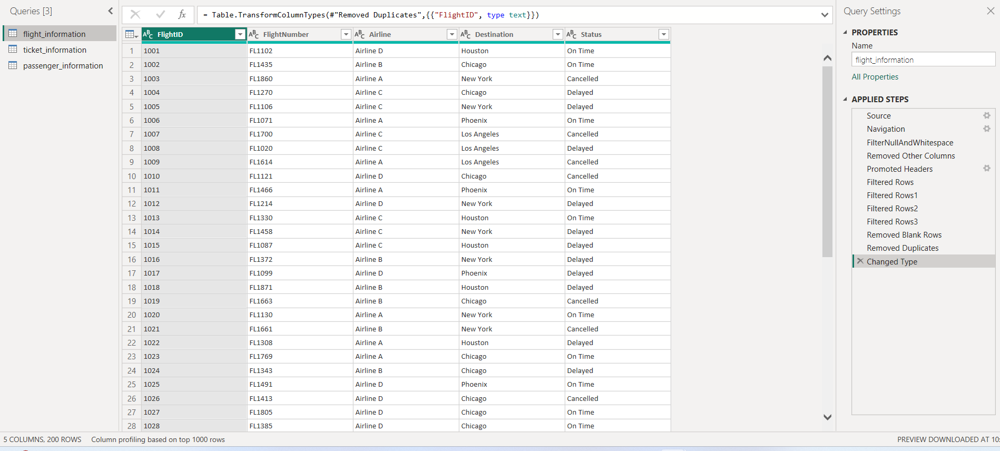 Queries [3]
flight_information
ticket_information
passenger_information
fx
= Table.TransformColumnTypes(#"Removed Duplicates",{{"FlightID", type text}})
ABC FlightID ABC FlightNumber ABC Airline ABC Destination ABC Status
1 1001 FL1102 Airline D Houston On Time
2 1002 FL1435 Airline B Chicago On Time
3 1003 FL1860 Airline A New York Cancelled
4 1004 FL1270 Airline C Chicago Delayed
5 1005 FL1106 Airline C New York Delayed
6 1006 FL1071 Airline A Phoenix On Time
7 1007 FL1700 Airline C Los Angeles Cancelled
8 1008 FL1020 Airline C Los Angeles Delayed
9 1009 FL1614 Airline A Los Angeles Cancelled
10 1010 FL1121 Airline D Chicago Cancelled
11 1011 FL1466 Airline A Phoenix On Time
12 1012 FL1214 Airline D New York Delayed
13 1013 FL1330 Airline C Houston On Time
14 1014 FL1458 Airline C New York Delayed
15 1015 FL1087 Airline C Houston Delayed
16 1016 FL1372 Airline B New York Delayed
17 1017 FL1099 Airline D Phoenix Delayed
18 1018 FL1871 Airline B Houston Delayed
19 1019 FL1663 Airline B Chicago Cancelled
20 1020 FL1130 Airline A New York On Time
21 1021 FL1661 Airline B New York Cancelled
22 1022 FL1308 Airline A Houston Delayed
23 1023 FL1769 Airline A Chicago On Time
24 1024 FL1343 Airline B Chicago Delayed
25 1025 FL1491 Airline D Phoenix On Time
26 1026 FL1413 Airline D Chicago Cancelled
27 1027 FL1805 Airline D Chicago On Time
28 1028 FL1385 Airline D Chicago On Time
Query Settings
PROPERTIES
Name
flight_information
All Properties
APPLIED STEPS
Source
Navigation
FilterNullAndWhitespace
Removed Other Columns
Promoted Headers
Filtered Rows
Filtered Rows1
Filtered Rows2
Filtered Rows3
Removed Blank Rows
Removed Duplicates
Changed Type
5 COLUMNS, 200 ROWS Column profiling based on top 1000 rows
PREVIEW DOWNLOADED AT 10: